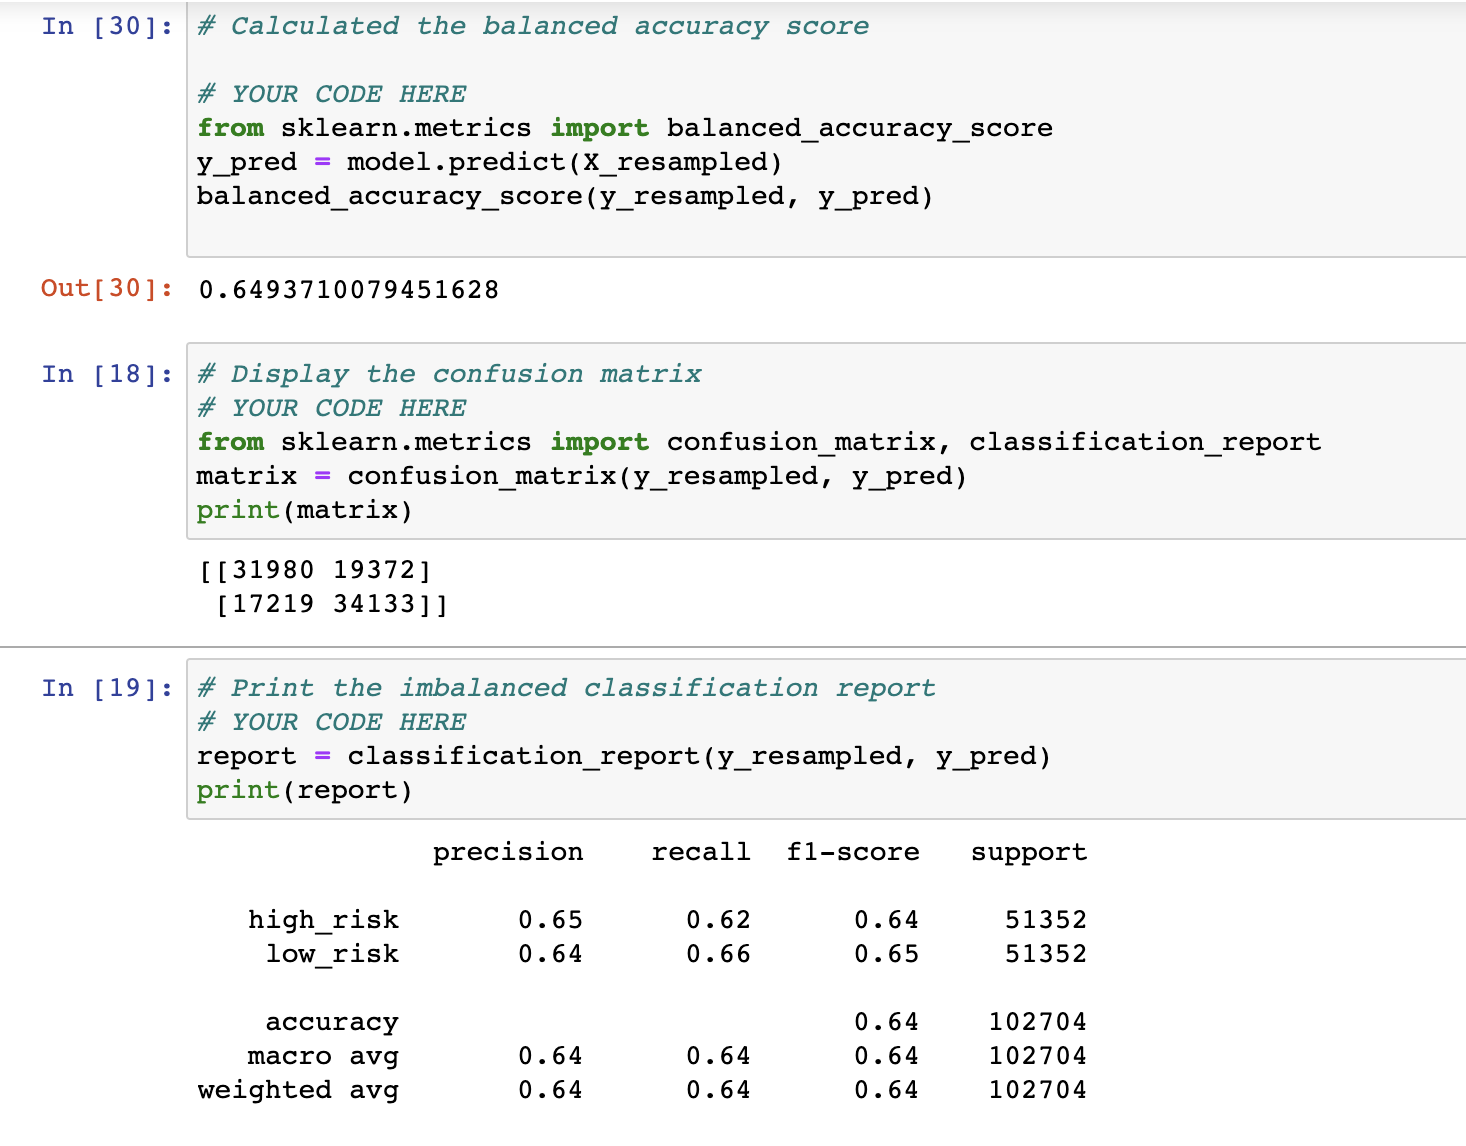 In [30]: # Calculated the balanced accuracy score
# YOUR CODE HERE
from sklearn.metrics import balanced_accuracy_score
y_pred = model.predict(X_resampled)
balanced_accuracy_score(y_resampled, y_pred)
Out[30]: 0.6493710079451628
In [18]: # Display the confusion matrix
# YOUR CODE HERE
from sklearn.metrics import confusion_matrix, classification_report
matrix = confusion_matrix(y_resampled, y_pred)
print(matrix)
[[31980 19372]
[17219 34133]]
In [19]: # Print the imbalanced classification report
# YOUR CODE HERE
report = classification_report(y_resampled, y_pred)
print(report)
precision recall f1-score support
high_risk 0.65 0.62 0.64 51352
low_risk 0.64 0.66 0.65 51352
accuracy 0.64 102704
macro avg 0.64 0.64 0.64 102704
weighted avg 0.64 0.64 0.64 102704